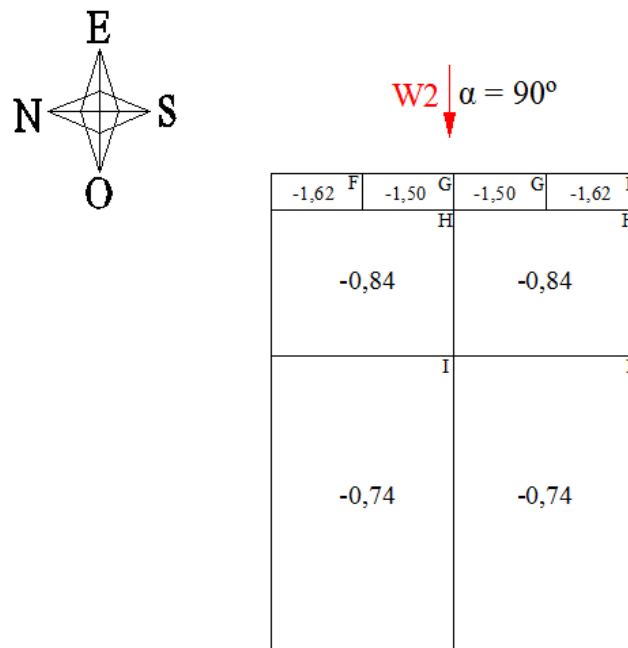 E
N S
O
W2 α = 90º
F G G
-1,62 -1,50 -1,50 -1,62
H
-0,84 -0,84
I
-0,74 -0,74